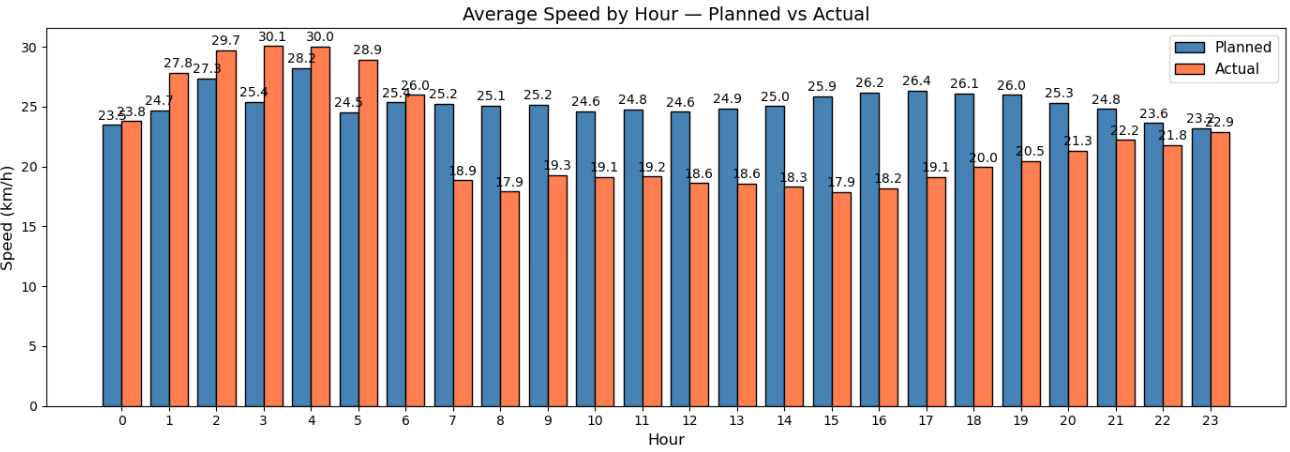 Average Speed by Hour — Planned vs Actual
Planned
Actual
Speed (km/h)
30
25
20
15
10
5
0
23.5 23.8 24.7 27.8 27.3 29.7 25.4 30.1 28.2 30.0 24.5 28.9 25.4 26.0 25.2 18.9 25.1 17.9 25.2 19.3 24.6 19.1 24.8 19.2 24.6 18.6 24.9 18.6 25.0 18.3 25.9 17.9 26.2 18.2 26.4 19.1 26.1 20.0 26.0 20.5 25.3 21.3 24.8 22.2 23.6 21.8 23.2 22.9
0 1 2 3 4 5 6 7 8 9 10 11 12 13 14 15 16 17 18 19 20 21 22 23
Hour